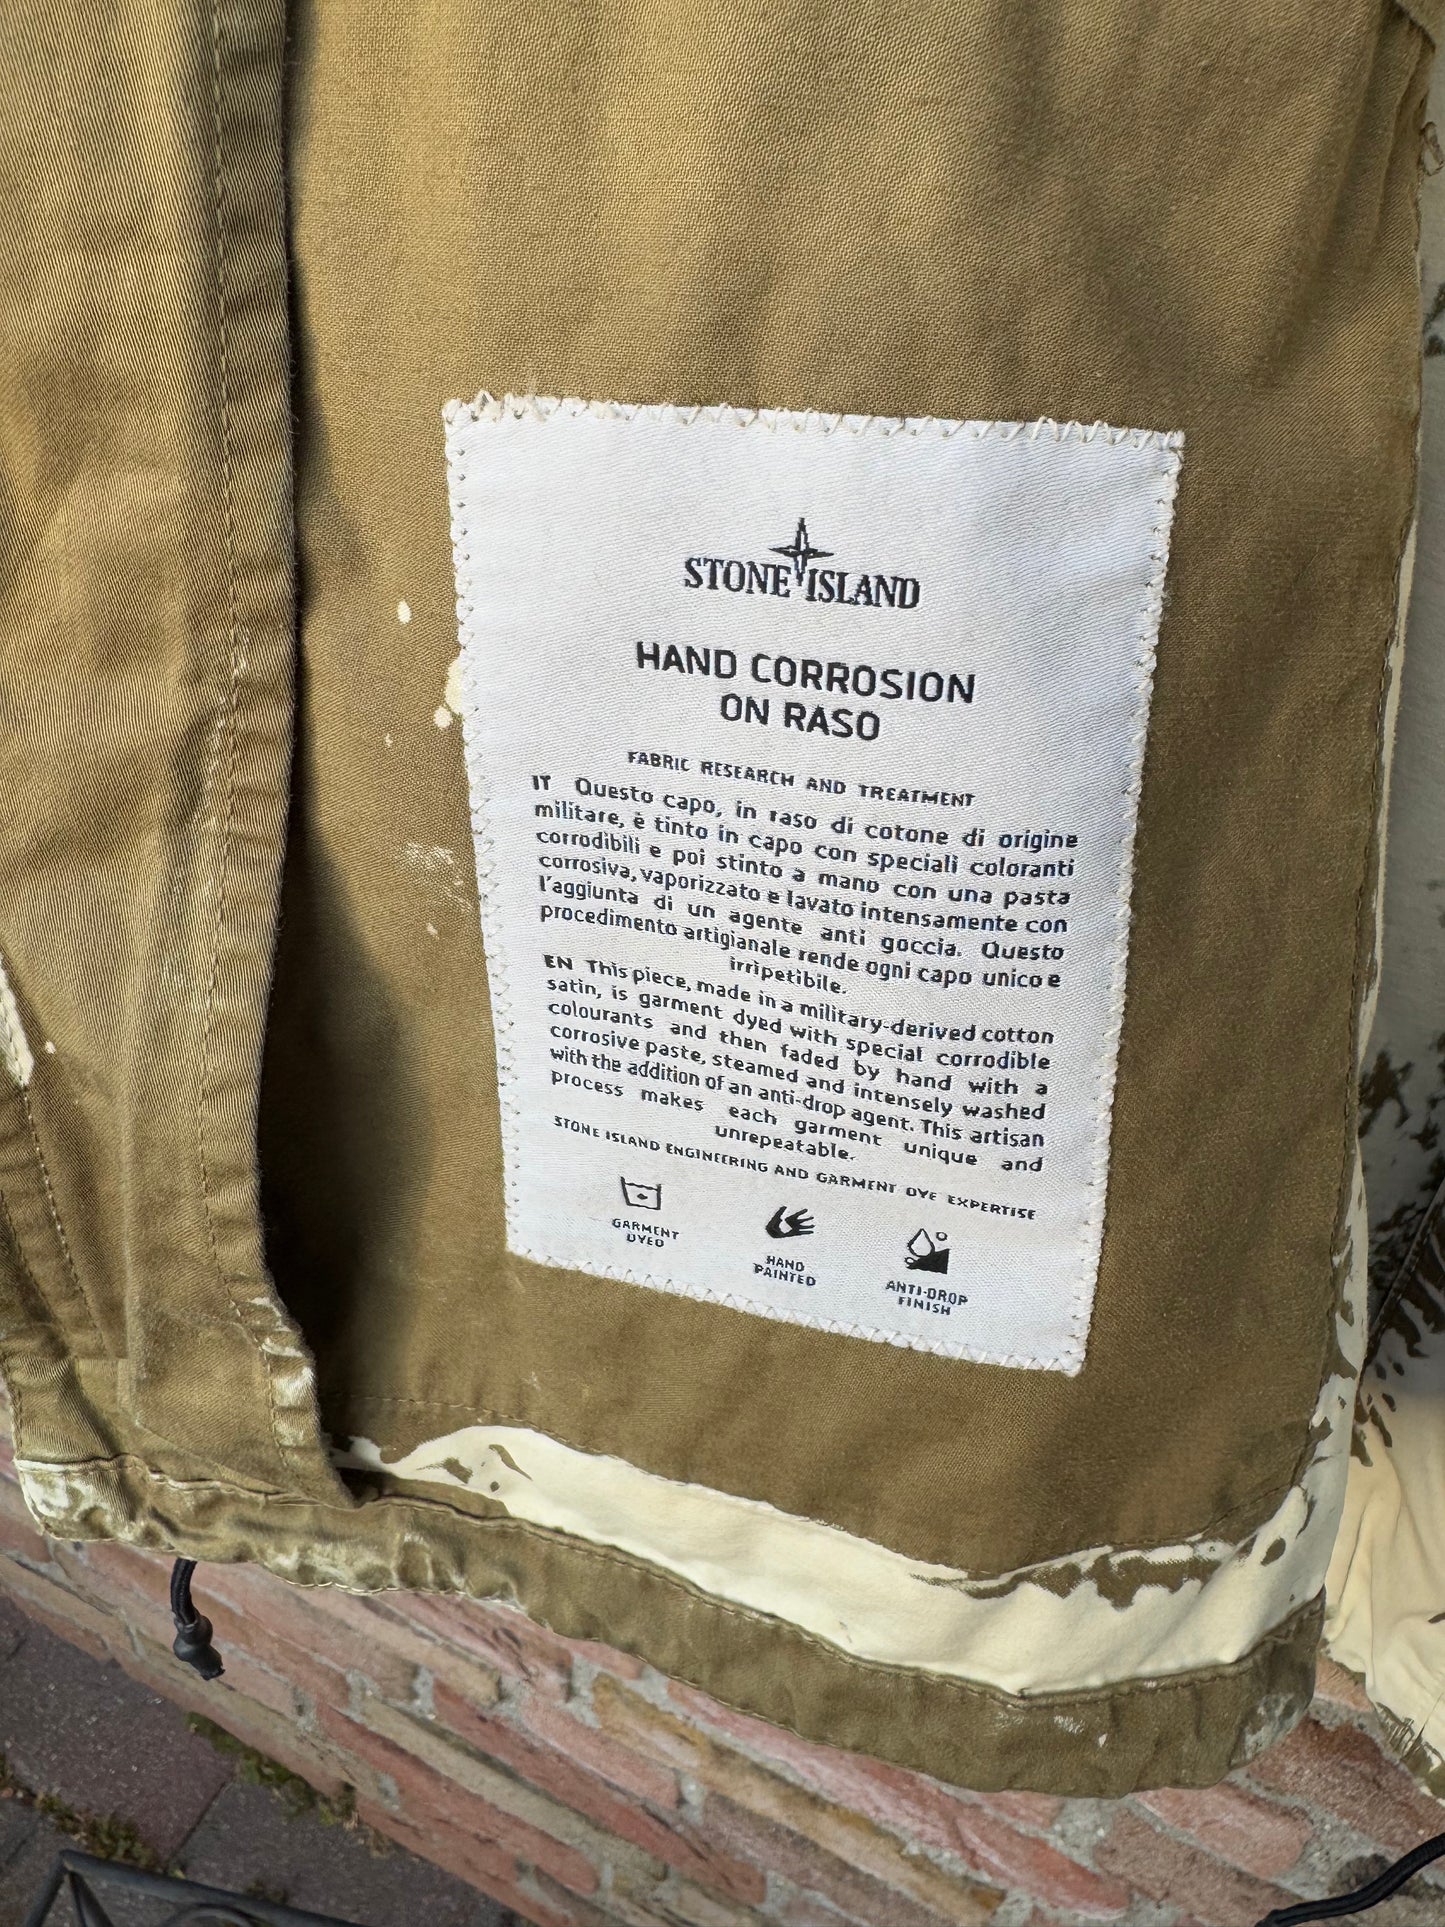 STONE ISLAND
HAND CORROSION
ON RASO
FABRIC RESEARCH AND TREATMENT
IT Questo capo, in raso di cotone di origine
militare, è tinto in capo con speciali coloranti
corrodibili e poi stinto a mano con una pasta
corrosiva, vaporizzato e lavato intensamente con
l'aggiunta di un agente anti goccia. Questo
procedimento artigianale rende ogni capo unico e
irripetibile.
EN This piece, made in a military-derived cotton
satin, is garment dyed with special corrodible
colourants and then faded by hand with a
corrosive paste, steamed and intensely washed
with the addition of an anti-drop agent. This artisan
process makes each garment unique and
unrepeatable.
STONE ISLAND ENGINEERING AND GARMENT DYE EXPERTISE
GARMENT
DYED
HAND
PAINTED
ANTI-DROP
FINISH